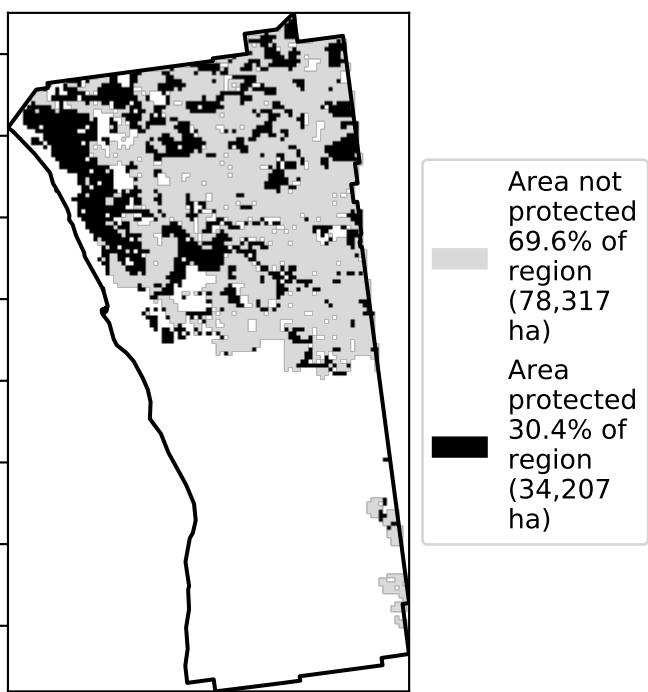 Area not
protected
69.6% of
region
(78,317
ha)
Area
protected
30.4% of
region
(34,207
ha)